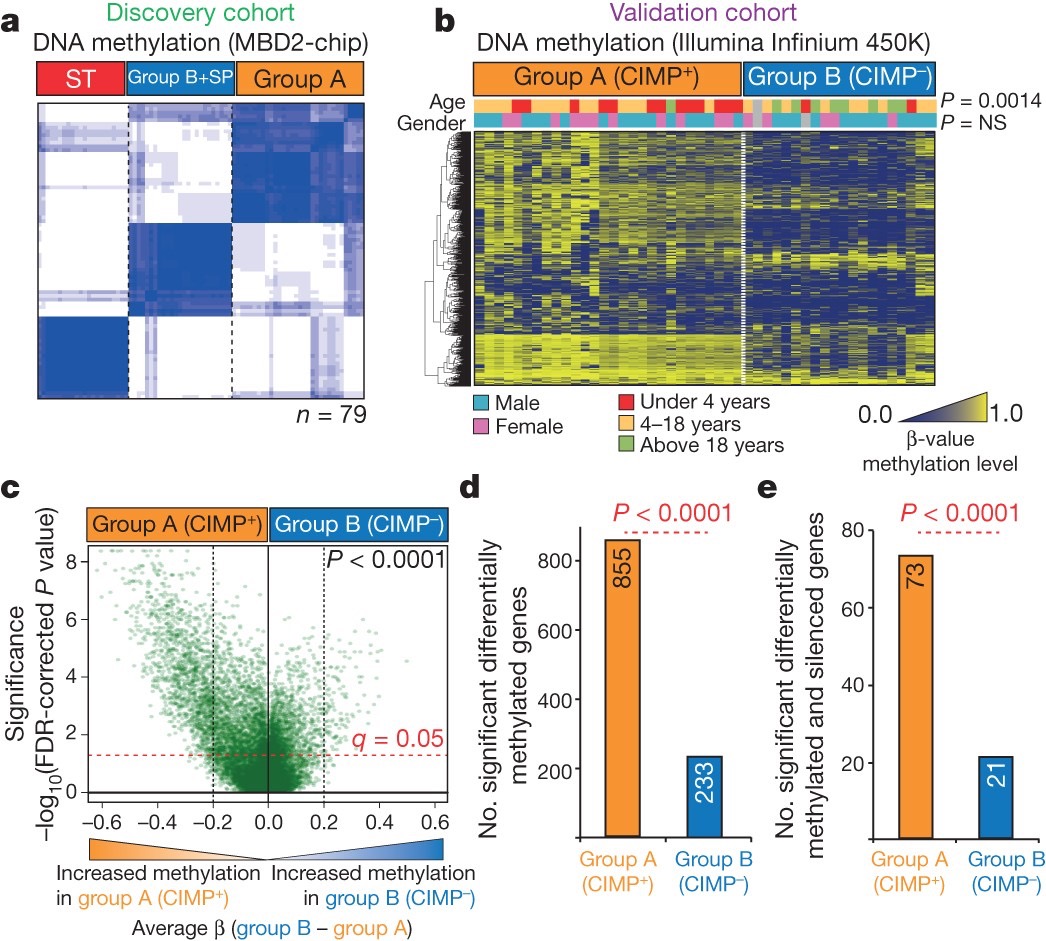 a
Discovery cohort
DNA methylation (MBD2-chip)
ST
Group B+SP
Group A
n = 79
b
Validation cohort
DNA methylation (Illumina Infinium 450K)
Group A (CIMP⁺)
Group B (CIMP⁻)
Age
Gender
P = 0.0014
P = NS
Male
Female
Under 4 years
4–18 years
Above 18 years
0.0
1.0
β-value
methylation level
c
Group A (CIMP⁺)
Group B (CIMP⁻)
P < 0.0001
q = 0.05
Significance
–log₁₀(FDR-corrected P value)
8
6
4
2
0
–0.6
–0.4
–0.2
0.0
0.2
0.4
0.6
Increased methylation
in group A (CIMP⁺)
Increased methylation
in group B (CIMP⁻)
Average β (group B – group A)
d
P < 0.0001
No. significant differentially
methylated genes
800
600
400
200
855
233
Group A
(CIMP⁺)
Group B
(CIMP⁻)
e
P < 0.0001
No. significant differentially
methylated and silenced genes
80
60
40
20
73
21
Group A
(CIMP⁺)
Group B
(CIMP⁻)